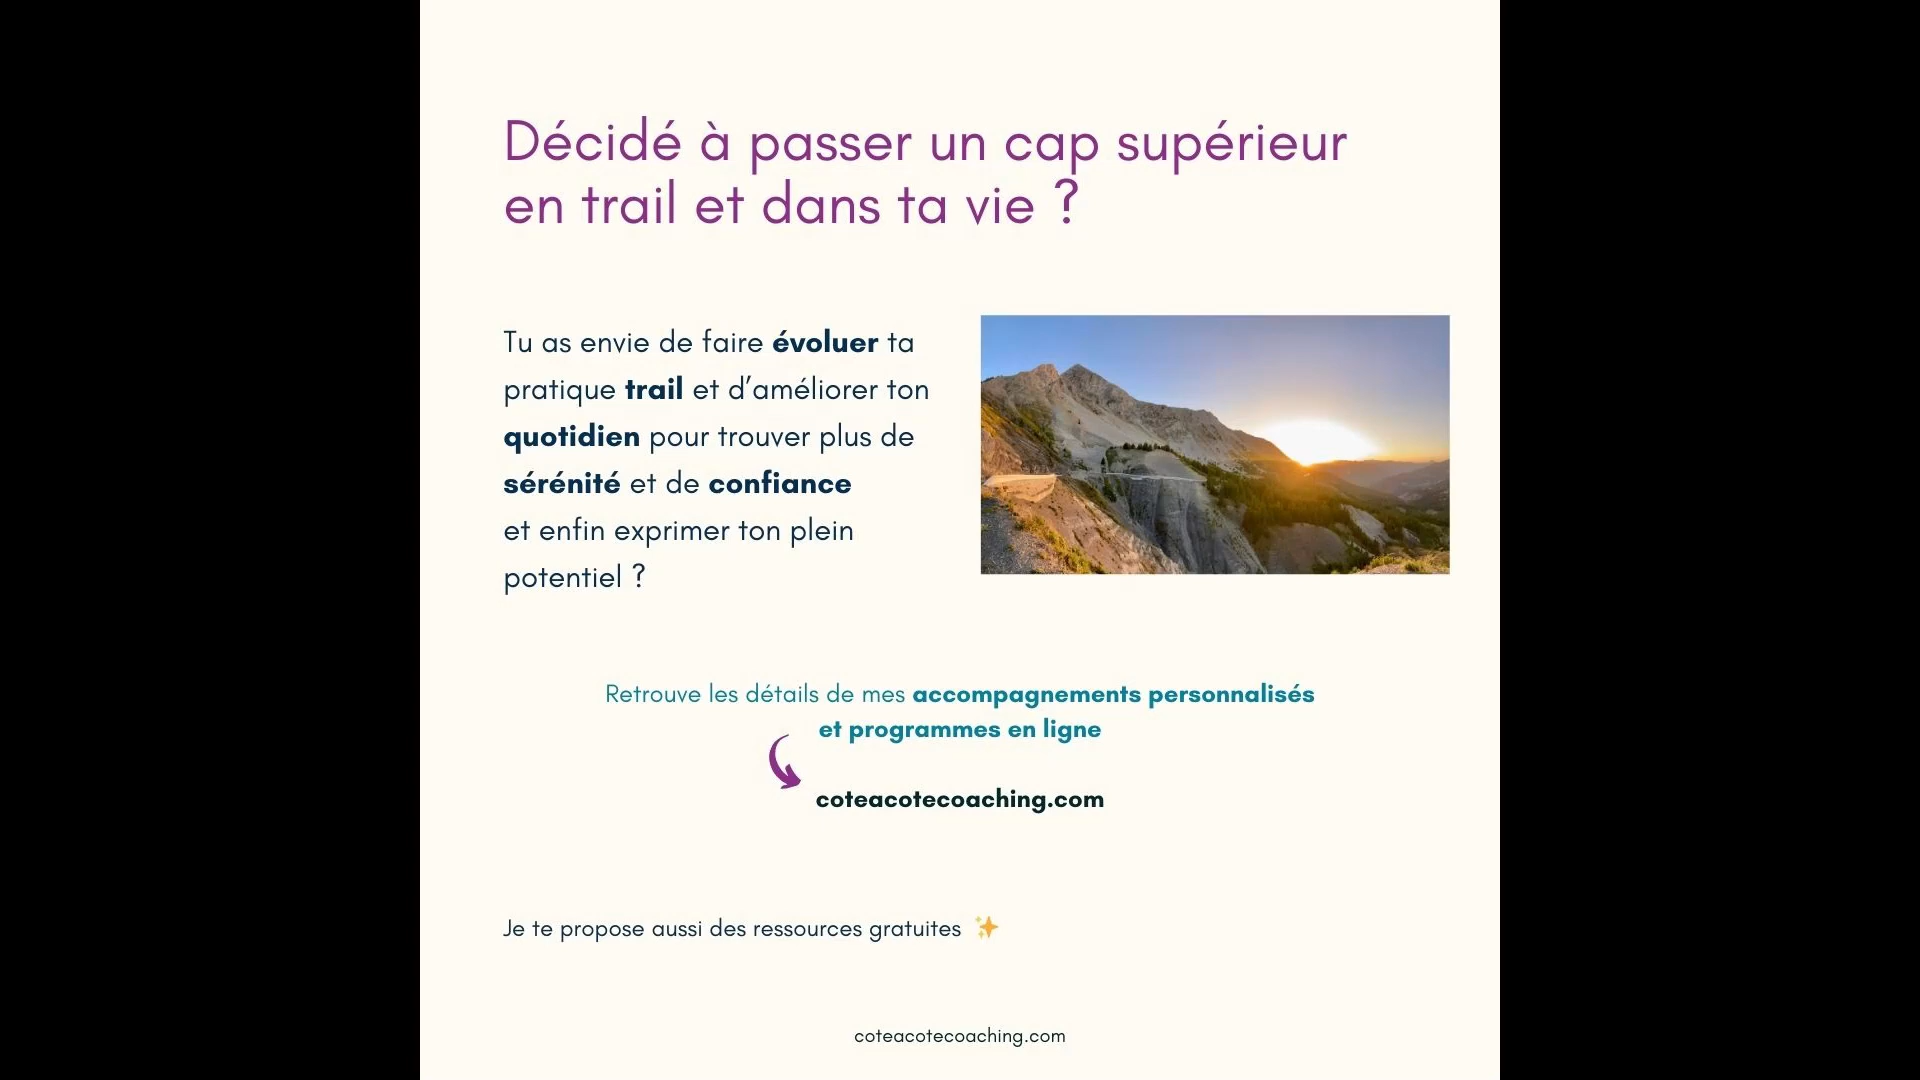 Décidé à passer un cap supérieur
en trail et dans ta vie ?
Tu as envie de faire évoluer ta
pratique trail et d’améliorer ton
quotidien pour trouver plus de
sérénité et de confiance
et enfin exprimer ton plein
potentiel ?
Retrouve les détails de mes accompagnements personnalisés
et programmes en ligne
coteacotecoaching.com
Je te propose aussi des ressources gratuites ✨
coteacotecoaching.com